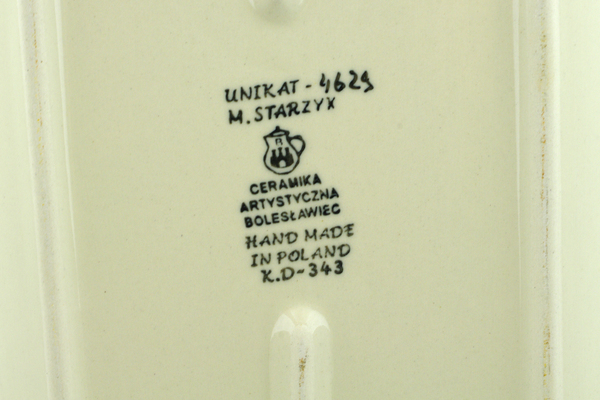 UNIKAT - 4629
M. STARZYK
CERAMIKA
ARTYSTYCZNA
BOLESŁAWIEC
HAND MADE
IN POLAND
K.D-343